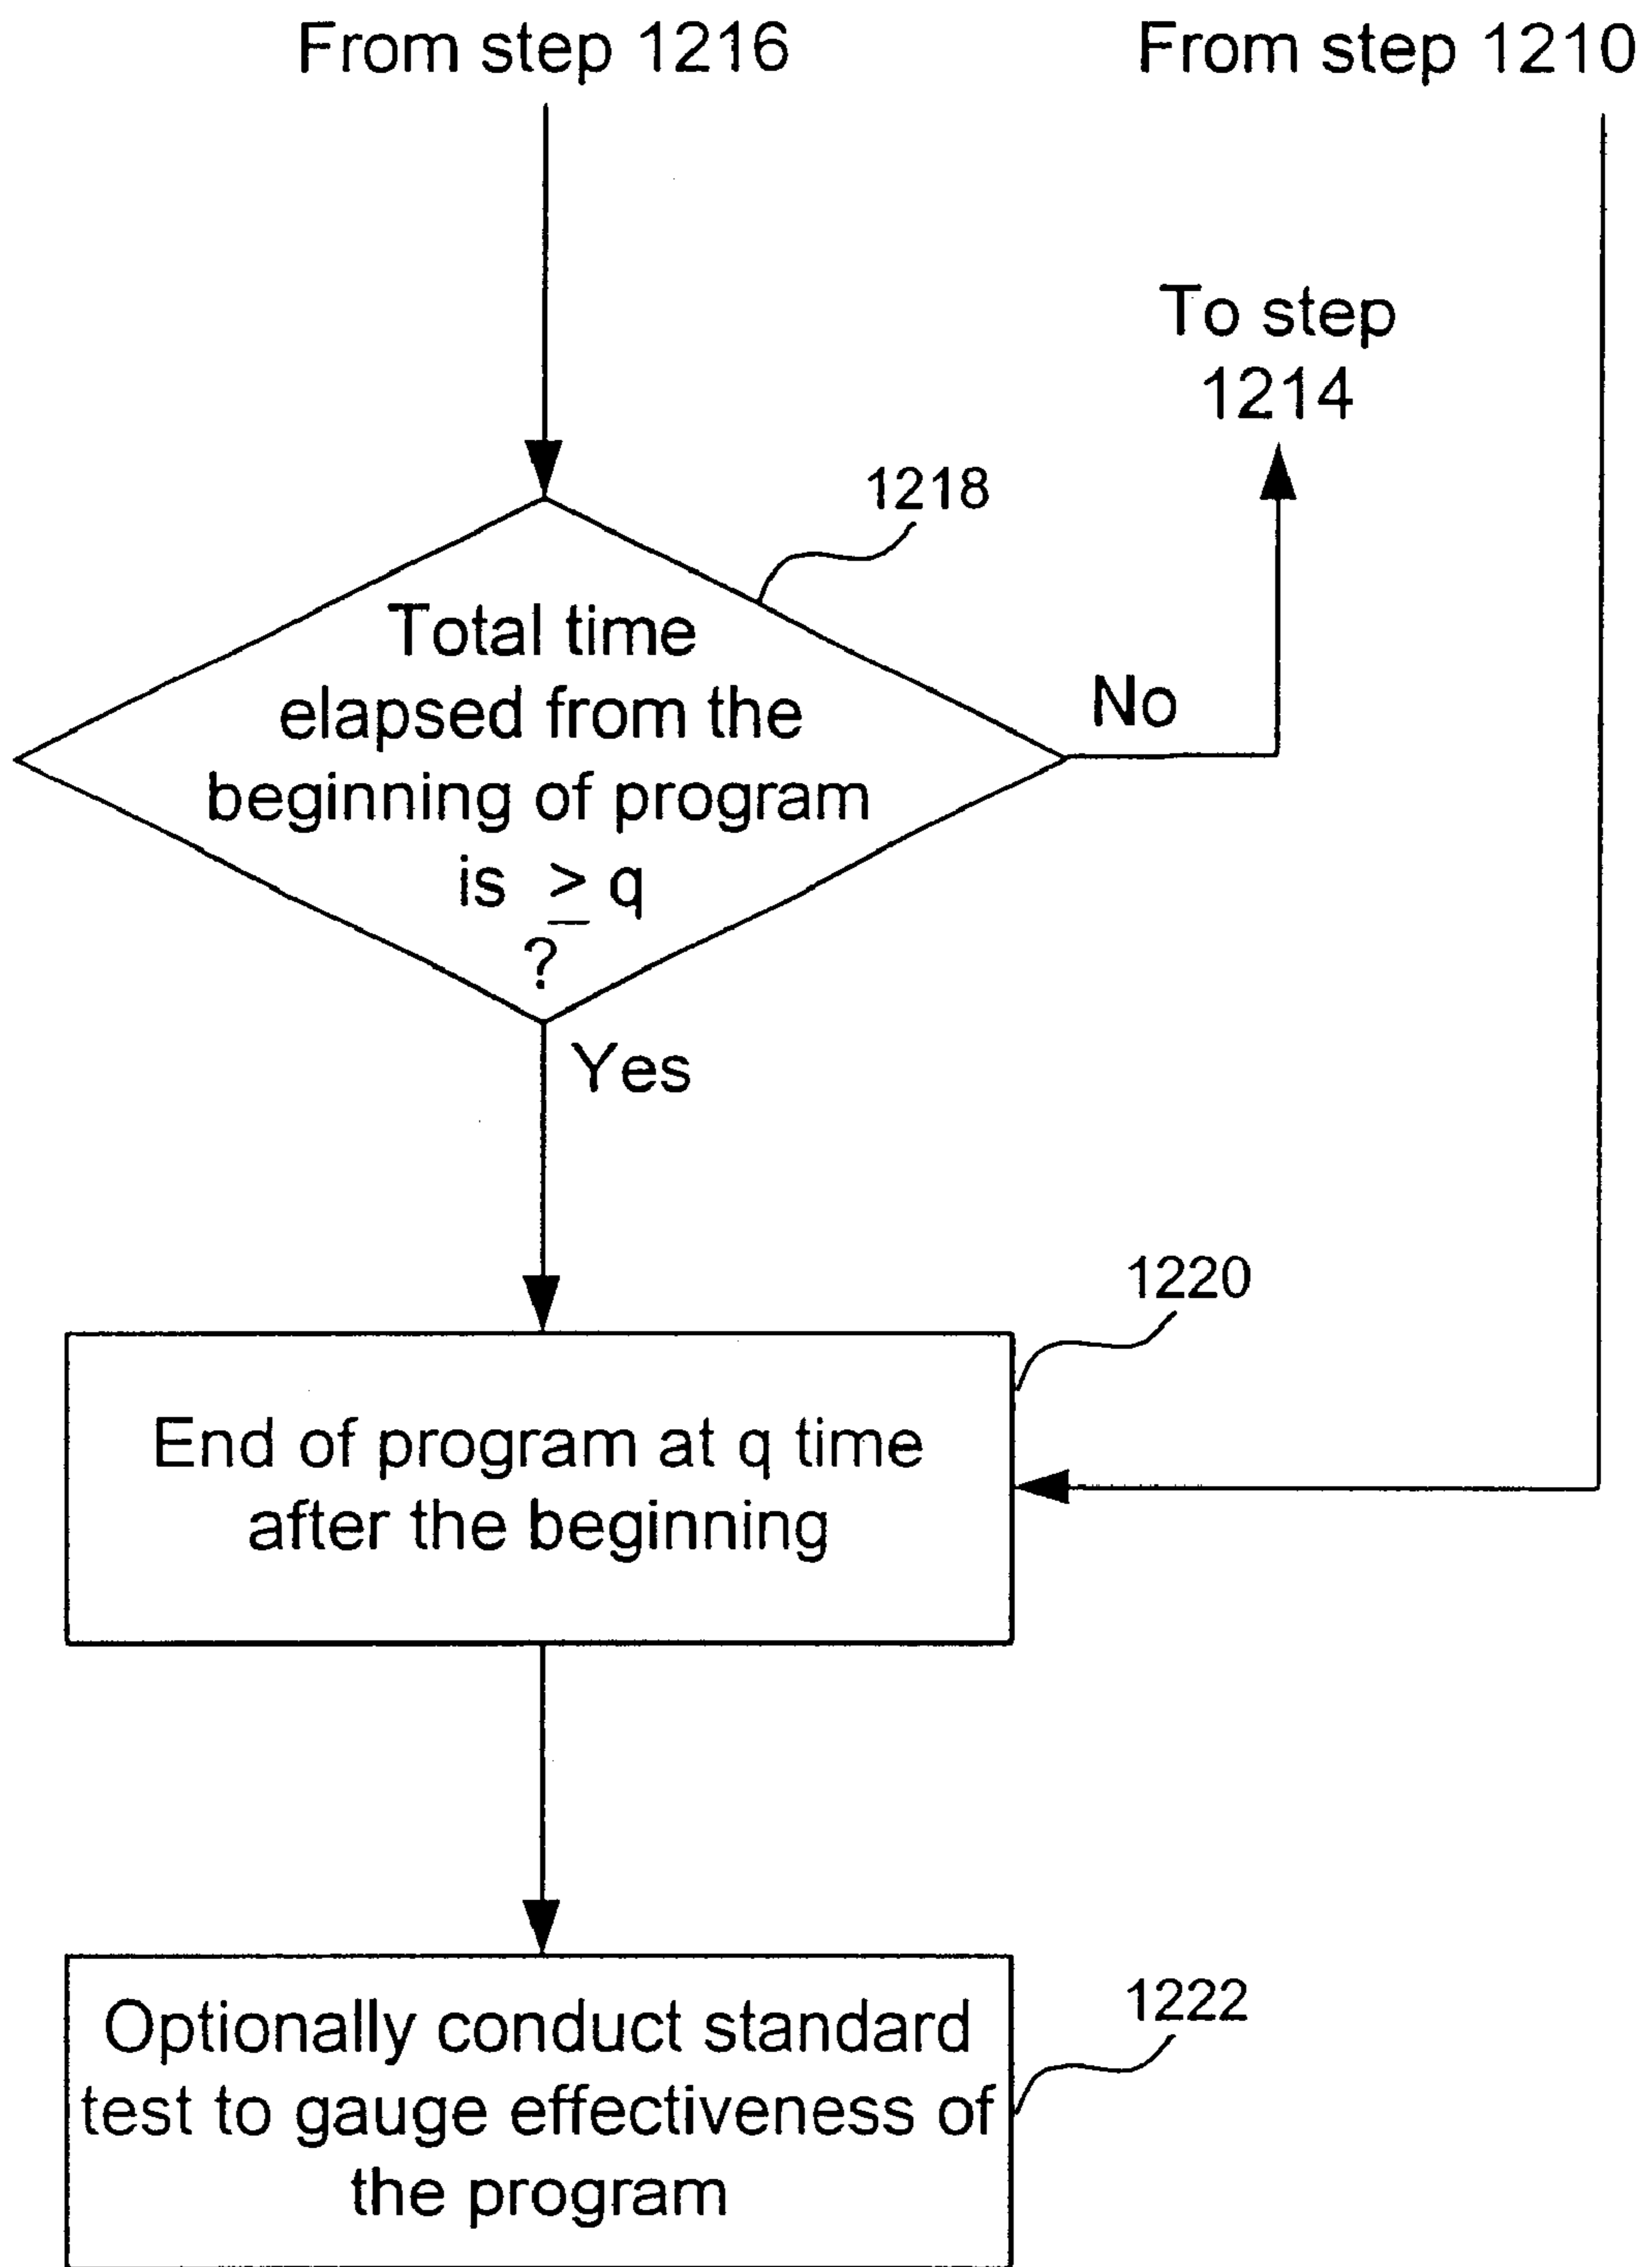 From step 1216
From step 1210
To step
1214
1218
Total time
elapsed from the
beginning of program
is ≥ q
?
No
Yes
1220
End of program at q time
after the beginning
1222
Optionally conduct standard
test to gauge effectiveness of
the program